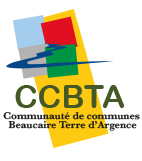 CCBTA
Communauté de communes
Beaucaire Terre d'Argence